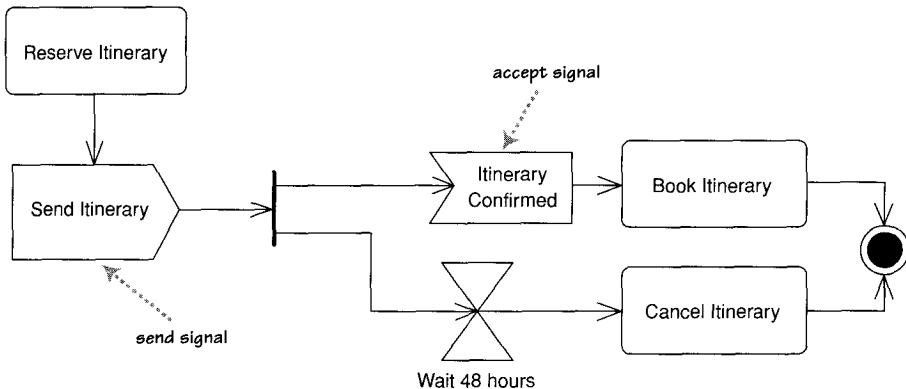 Reserve Itinerary
accept signal
Itinerary
Confirmed
Book Itinerary
Send Itinerary
send signal
Cancel Itinerary
Wait 48 hours